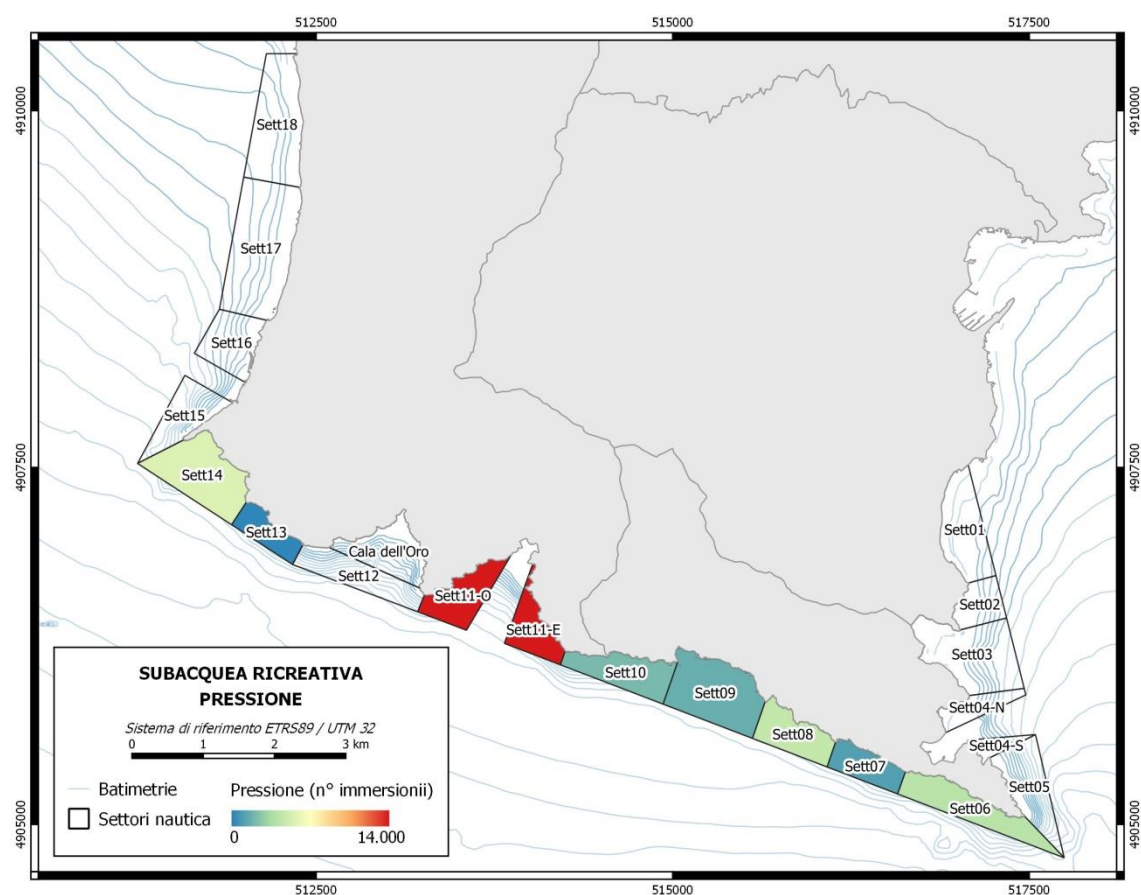 512500
515000
517500
4910000
4910000
Sett18
Sett17
Sett16
Sett15
4907500
4907500
Sett14
Sett13
Cala dell'Oro
Sett12
Sett11-O
Sett11-E
Sett10
Sett09
Sett08
Sett07
Sett06
Sett01
Sett02
Sett03
Sett04-N
Sett04-S
Sett05
SUBACQUEA RICREATIVA
PRESSIONE
Sistema di riferimento ETRS89 / UTM 32
0 1 2 3 km
Batimetrie
Settori nautica
Pressione (n° immersionii)
0 14.000
4905000
4905000
512500
515000
517500